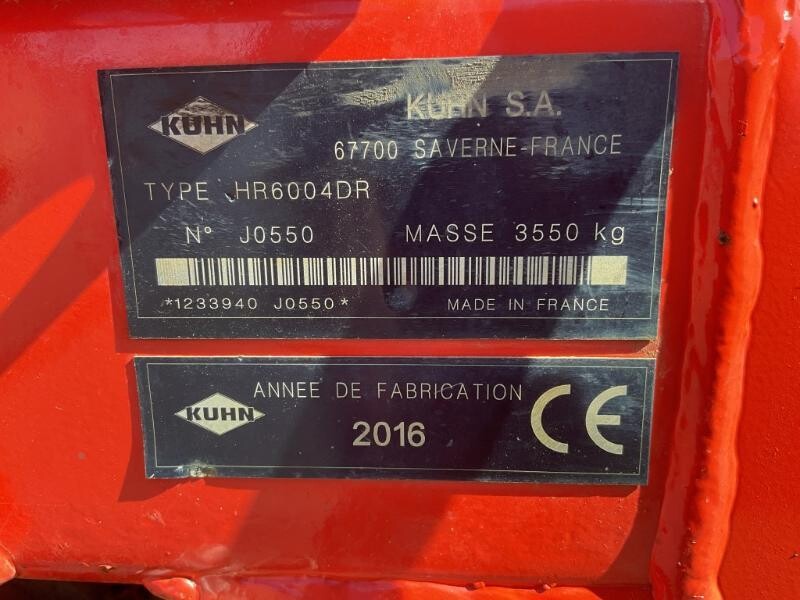 KUHN
KUHN S.A.
67700 SAVERNE-FRANCE
TYPE HR6004DR
N° J0550 MASSE 3550 kg
*1233940 J0550*
MADE IN FRANCE
KUHN
ANNEE DE FABRICATION
2016
CE